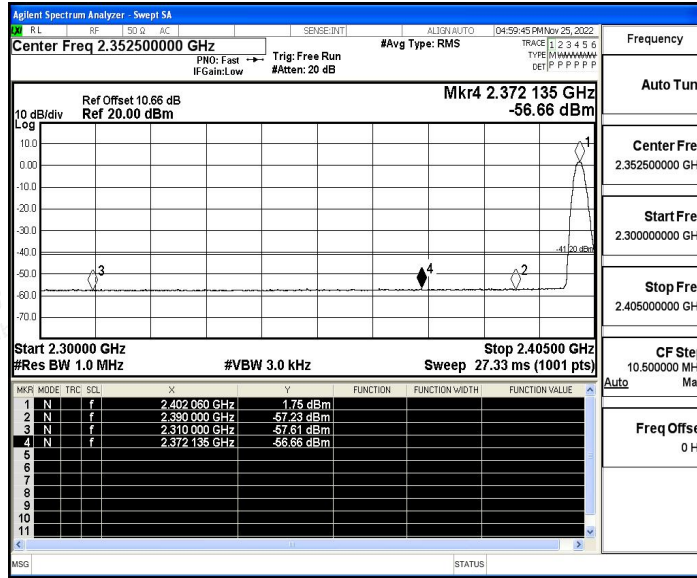 Agilent Spectrum Analyzer - Swept SA
LXI RL RF 50 Ω AC SENSE:INT ALIGN AUTO 04:59:45 PM Nov 25, 2022
Center Freq 2.352500000 GHz #Avg Type: RMS TRACE 1 2 3 4 5 6
PNO: Fast Trig: Free Run TYPE M W W W W W
IFGain:Low #Atten: 20 dB DET P P P P P P
Frequency
Auto Tun
Mkr4 2.372 135 GHz
-56.66 dBm
Ref Offset 10.66 dB
10 dB/div Ref 20.00 dBm
Log
10.0
0.00
-10.0
-20.0
-30.0
-40.0
-50.0
-60.0
-70.0
1
-41.20 dBm
3
4
2
Start 2.30000 GHz Stop 2.40500 GHz
#Res BW 1.0 MHz #VBW 3.0 kHz Sweep 27.33 ms (1001 pts)
Center Fre
2.352500000 GH
Start Fre
2.300000000 GH
Stop Fre
2.405000000 GH
CF Ste
10.500000 MH
Auto Ma
Freq Offse
0 H
MKR MODE TRC SCL X Y FUNCTION FUNCTION WIDTH FUNCTION VALUE
1 N f 2.402 060 GHz 1.75 dBm
2 N f 2.390 000 GHz -57.23 dBm
3 N f 2.310 000 GHz -57.61 dBm
4 N f 2.372 135 GHz -56.66 dBm
5
6
7
8
9
10
11
MSG STATUS